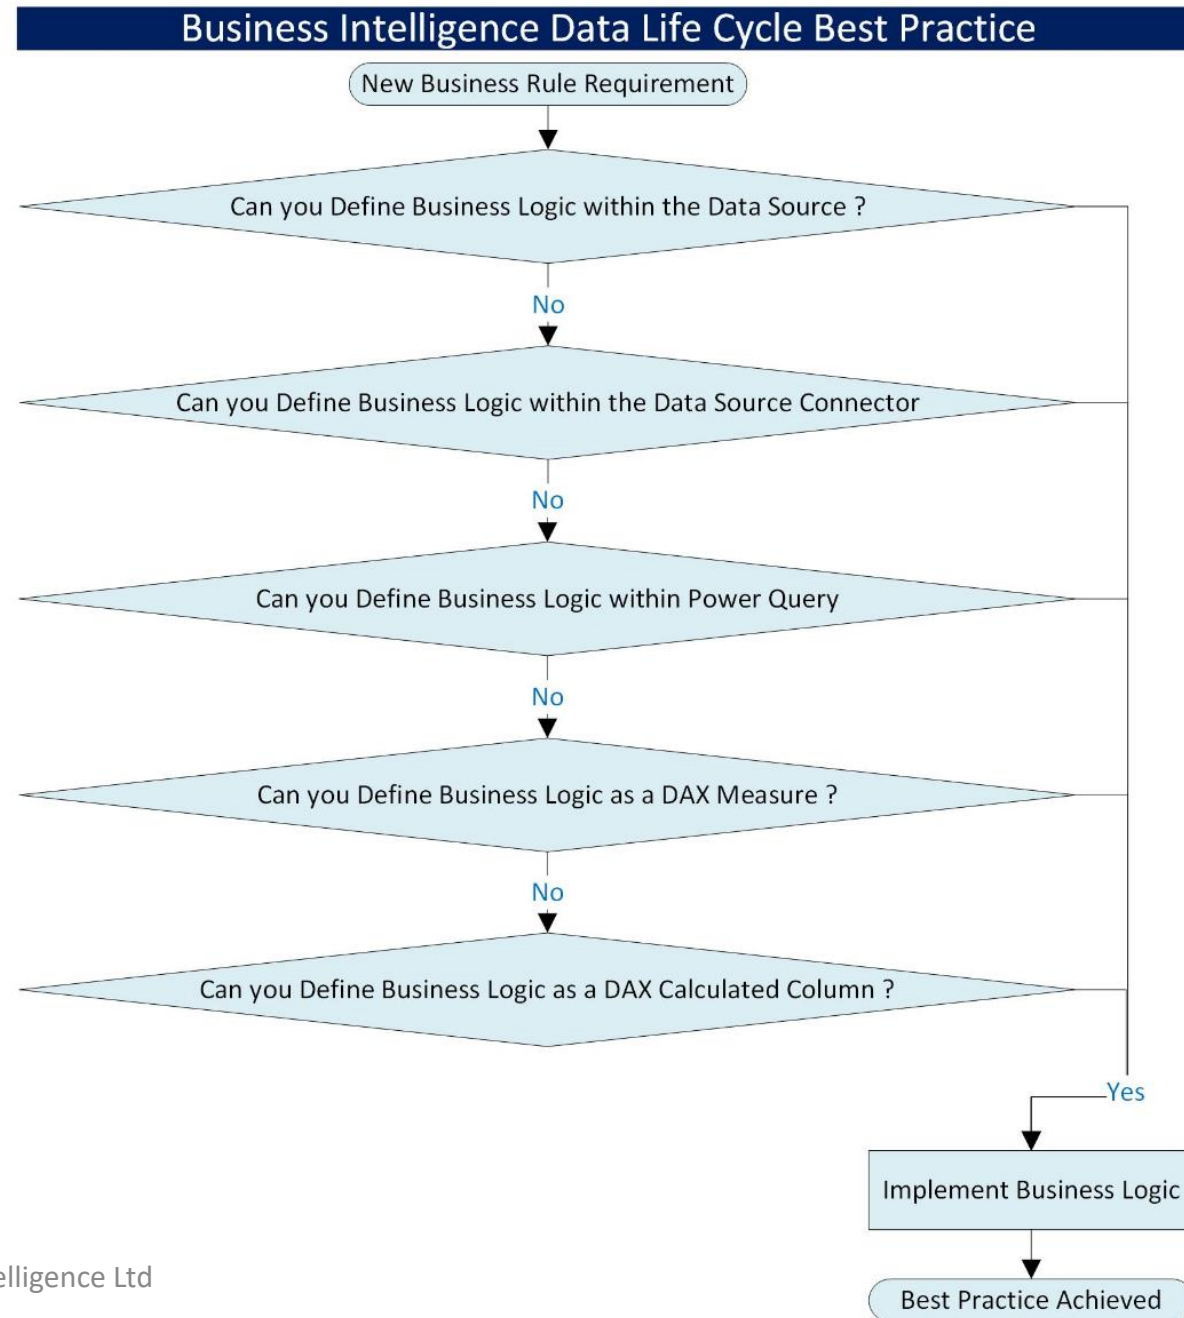 Business Intelligence Data Life Cycle Best Practice
New Business Rule Requirement
Can you Define Business Logic within the Data Source ?
No
Can you Define Business Logic within the Data Source Connector
No
Can you Define Business Logic within Power Query
No
Can you Define Business Logic as a DAX Measure ?
No
Can you Define Business Logic as a DAX Calculated Column ?
Yes
Implement Business Logic
Ltd
Best Practice Achieved